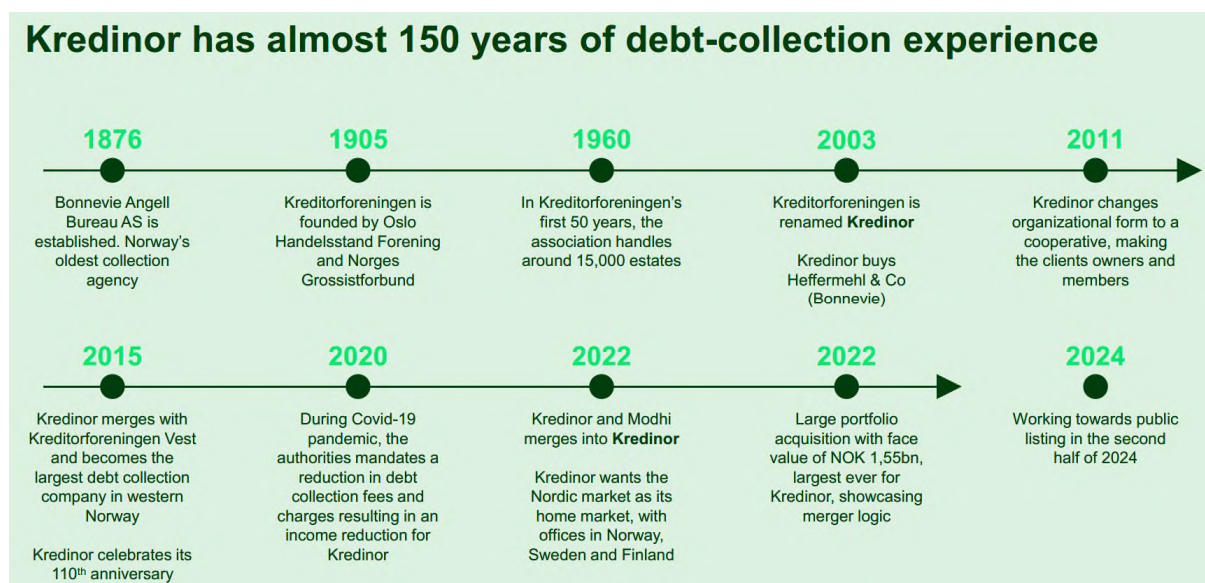 Kredinor has almost 150 years of debt-collection experience
1876
Bonnevie Angell
Bureau AS is
established. Norway's
oldest collection
agency
1905
Kreditorforeningen is
founded by Oslo
Handelsstand Forening
and Norges
Grossistforbund
1960
In Kreditorforeningen's
first 50 years, the
association handles
around 15,000 estates
2003
Kreditorforeningen is
renamed Kredinor
Kredinor buys
Heffermehl & Co
(Bonnevie)
2011
Kredinor changes
organizational form to a
cooperative, making
the clients owners and
members
2015
Kredinor merges with
Kreditorforeningen Vest
and becomes the
largest debt collection
company in western
Norway
Kredinor celebrates its
110th anniversary
2020
During Covid-19
pandemic, the
authorities mandates a
reduction in debt
collection fees and
charges resulting in an
income reduction for
Kredinor
2022
Kredinor and Modhi
merges into Kredinor
Kredinor wants the
Nordic market as its
home market, with
offices in Norway,
Sweden and Finland
2022
Large portfolio
acquisition with face
value of NOK 1,55bn,
largest ever for
Kredinor, showcasing
merger logic
2024
Working towards public
listing in the second
half of 2024